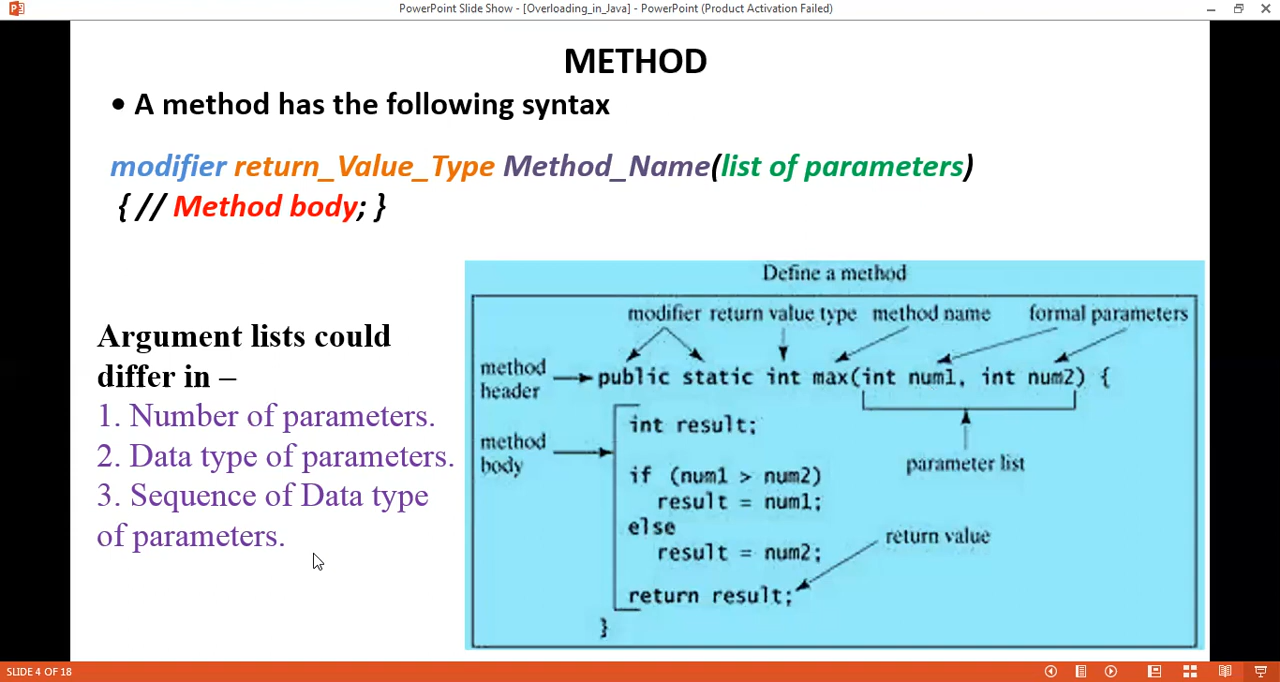 PowerPoint Slide Show - [Overloading_in_Java] - PowerPoint (Product Activation Failed)
METHOD
• A method has the following syntax
modifier return_Value_Type Method_Name(list of parameters)
{ // Method body; }
Argument lists could
differ in –
1. Number of parameters.
2. Data type of parameters.
3. Sequence of Data type
of parameters.
Define a method
modifier return value type method name formal parameters
method
header
public static int max(int num1, int num2) {
method
body
int result;
parameter list
if (num1 > num2)
result = num1;
else
result = num2;
return value
return result;
}
SLIDE 4 OF 18